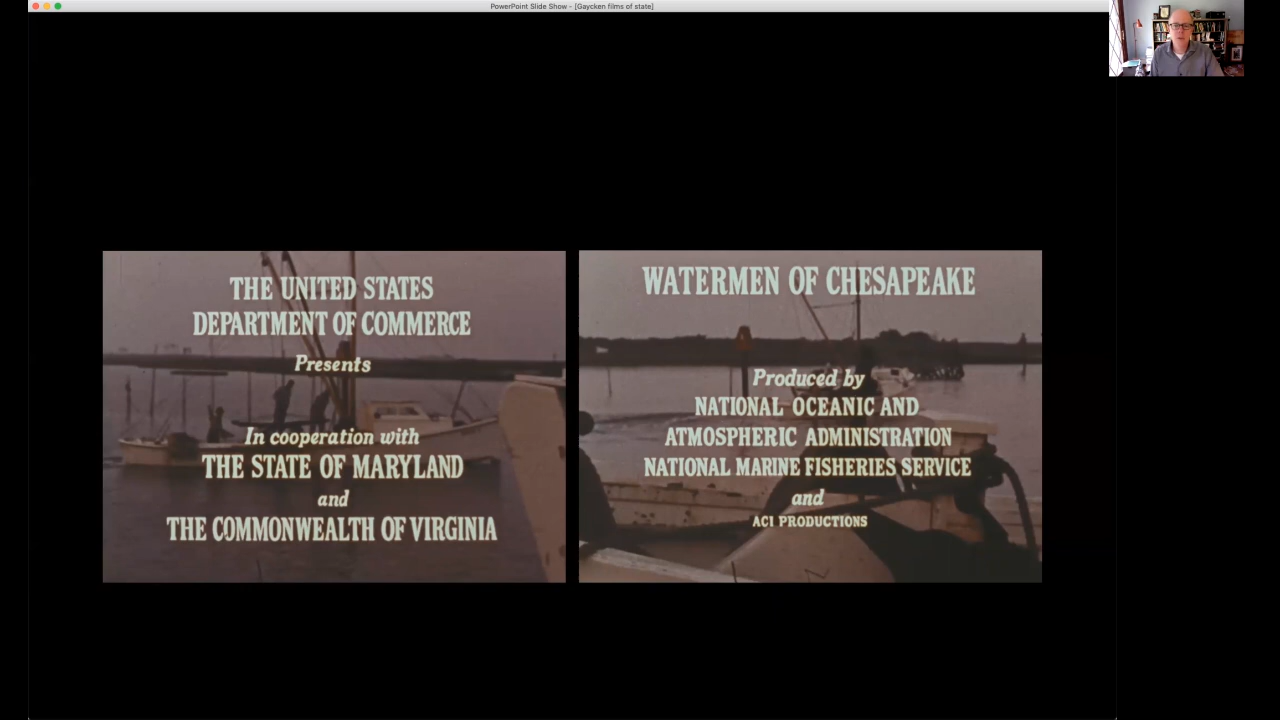 PowerPoint Slide Show - [Gaycken films of state]
THE UNITED STATES
DEPARTMENT OF COMMERCE
Presents
In cooperation with
THE STATE OF MARYLAND
and
THE COMMONWEALTH OF VIRGINIA
WATERMEN OF CHESAPEAKE
Produced by
NATIONAL OCEANIC AND
ATMOSPHERIC ADMINISTRATION
NATIONAL MARINE FISHERIES SERVICE
and
ACI PRODUCTIONS